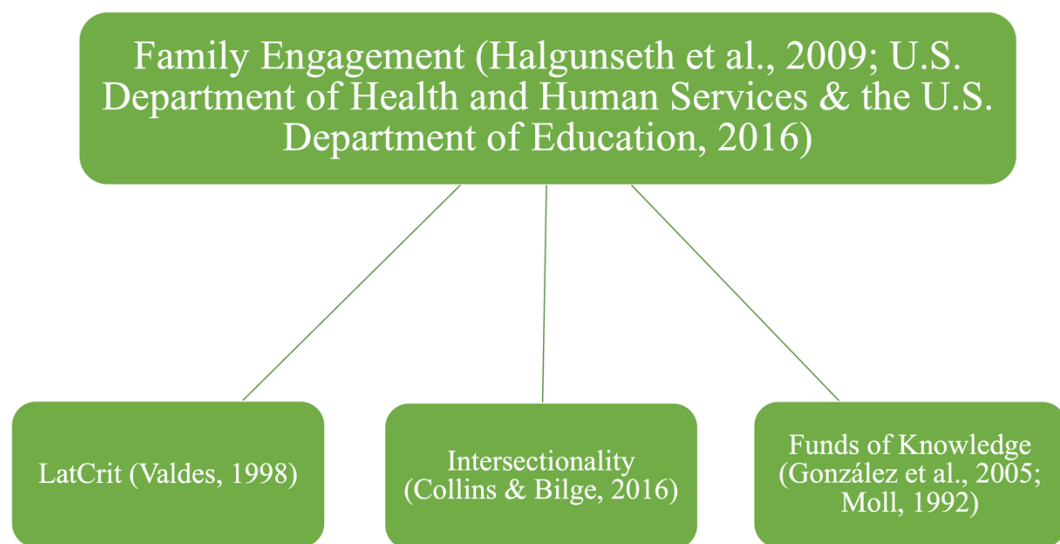 Family Engagement (Halgunseth et al., 2009; U.S.
Department of Health and Human Services & the U.S.
Department of Education, 2016)
LatCrit (Valdes, 1998)
Intersectionality
(Collins & Bilge, 2016)
Funds of Knowledge
(González et al., 2005;
Moll, 1992)